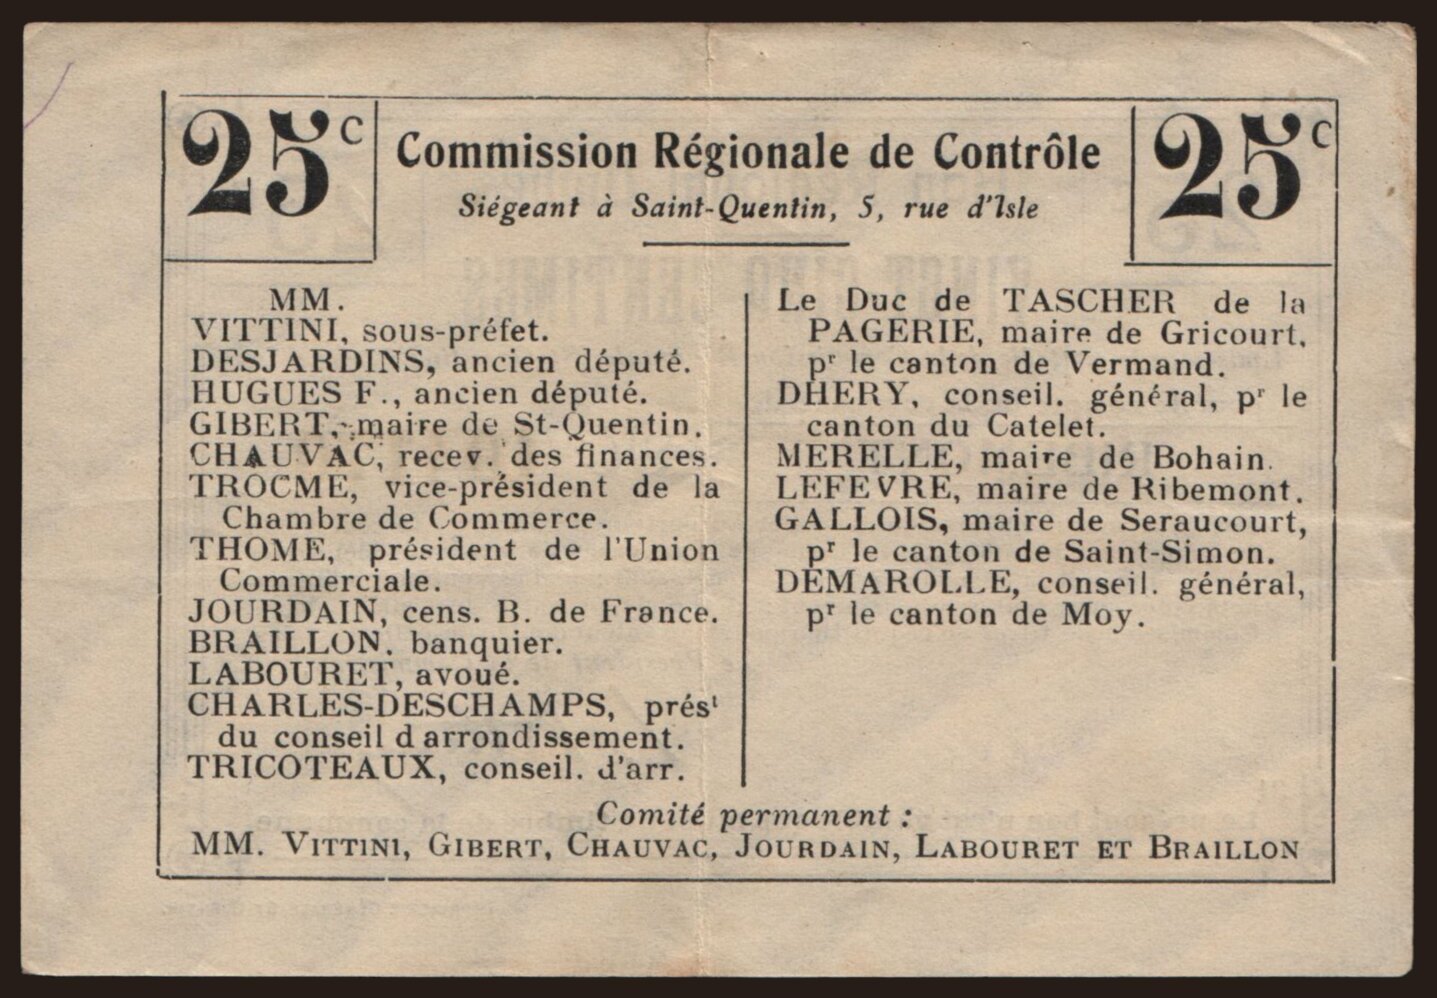 25 c
Commission Régionale de Contrôle
25 c
Siégeant à Saint-Quentin, 5, rue d'Isle
MM.
VITTINI, sous-préfet.
DESJARDINS, ancien député.
HUGUES F., ancien député.
GIBERT, maire de St-Quentin.
CHAUVAC, recev. des finances.
TROCME, vice-président de la
Chambre de Commerce.
THOME, président de l'Union
Commerciale.
JOURDAIN, cens. B. de France.
BRAILLON. banquier.
LABOURET, avoué.
CHARLES-DESCHAMPS, prést
du conseil d arrondissement.
TRICOTEAUX, conseil. d'arr.
Le Duc de TASCHER de la
PAGERIE, maire de Gricourt,
pr le canton de Vermand.
DHERY, conseil. général, pr le
canton du Catelet.
MERELLE, maire de Bohain.
LEFEVRE, maire de Ribemont.
GALLOIS, maire de Seraucourt,
pr le canton de Saint-Simon.
DEMAROLLE, conseil. général,
pr le canton de Moy.
Comité permanent :
MM. VITTINI, GIBERT, CHAUVAC, JOURDAIN, LABOURET ET BRAILLON